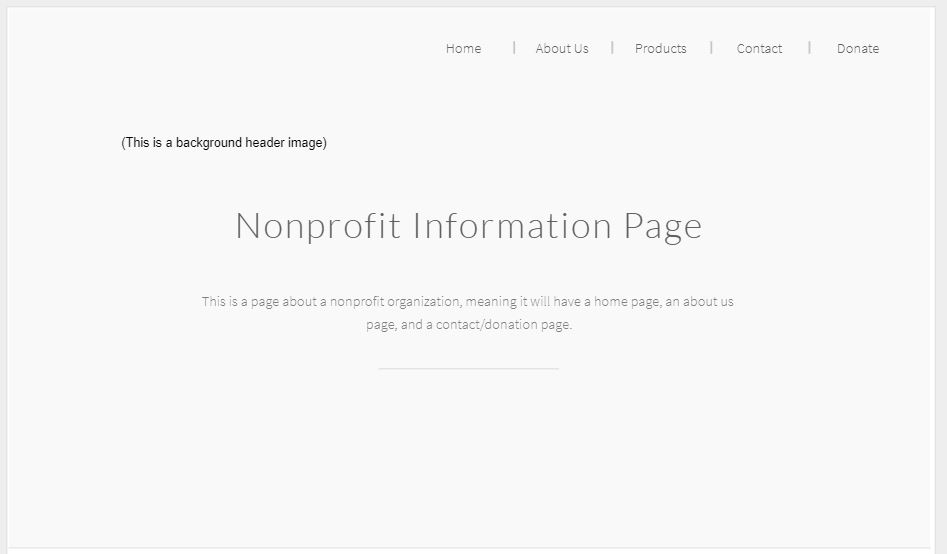 Home | About Us | Products | Contact | Donate
(This is a background header image)
Nonprofit Information Page
This is a page about a nonprofit organization, meaning it will have a home page, an about us
page, and a contact/donation page.